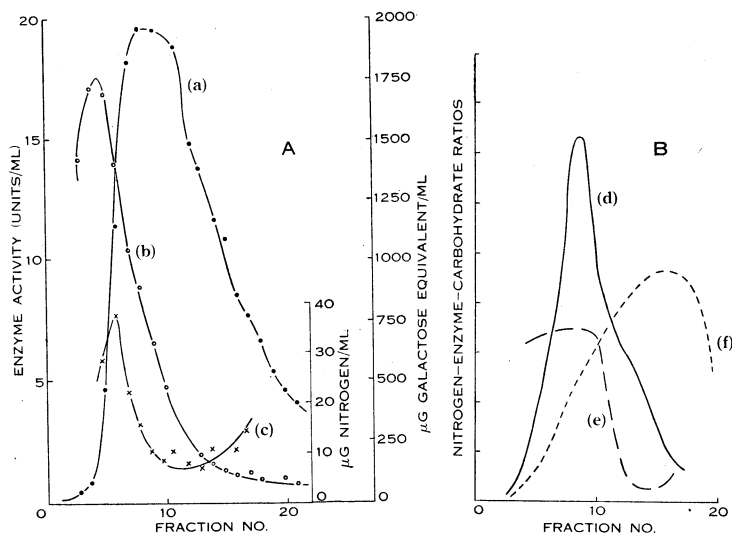 20
15
10
5
0
ENZYME ACTIVITY (UNITS/ML)
0
10
20
FRACTION NO.
A
(a)
(b)
(c)
40
30
20
10
0
µG NITROGEN/ML
2000
1750
1500
1250
1000
750
500
250
0
µG GALACTOSE EQUIVALENT/ML
NITROGEN-ENZYME-CARBOHYDRATE RATIOS
B
(d)
(e)
(f)
0
10
20
FRACTION NO.